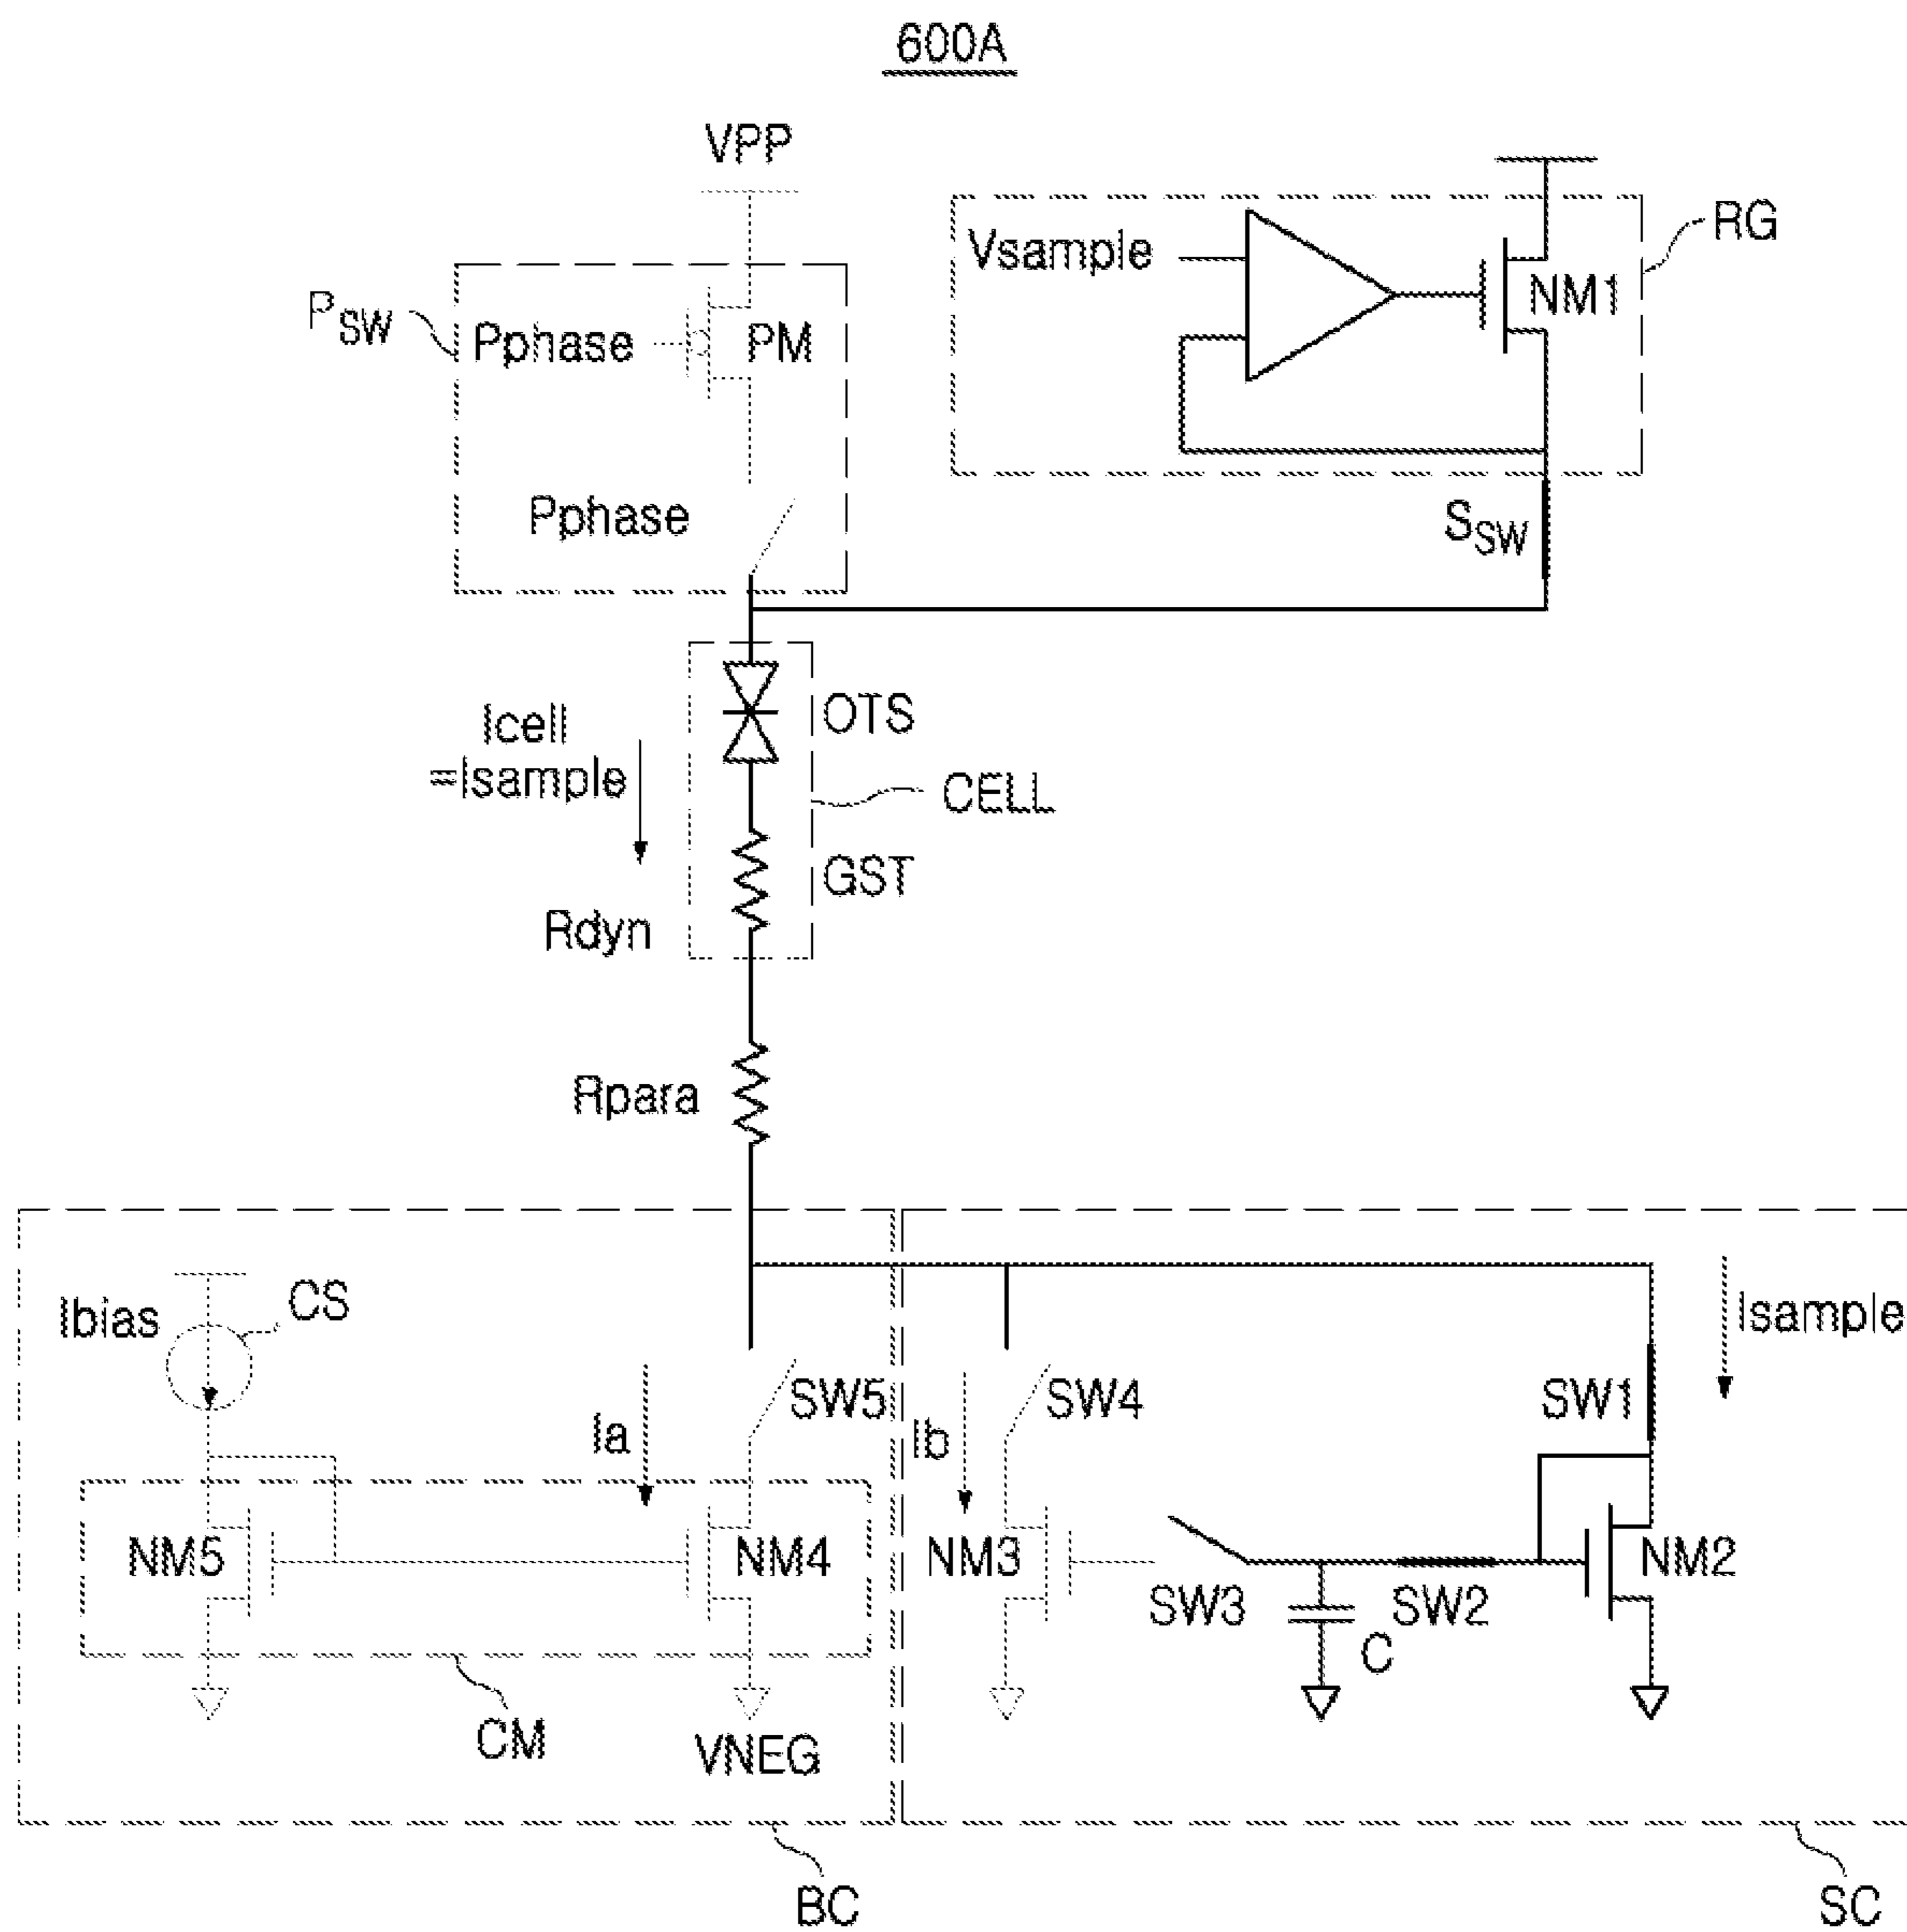 600A
VPP
RG
Vsample
NM1
PSW
Pphase
PM
Pphase
SSW
OTS
Icell
=Isample
CELL
GST
Rdyn
Rpara
Ibias
CS
Isample
SW5
SW4
SW1
Ia
Ib
NM5
NM4
NM3
NM2
SW3
SW2
C
CM
VNEG
BC
SC